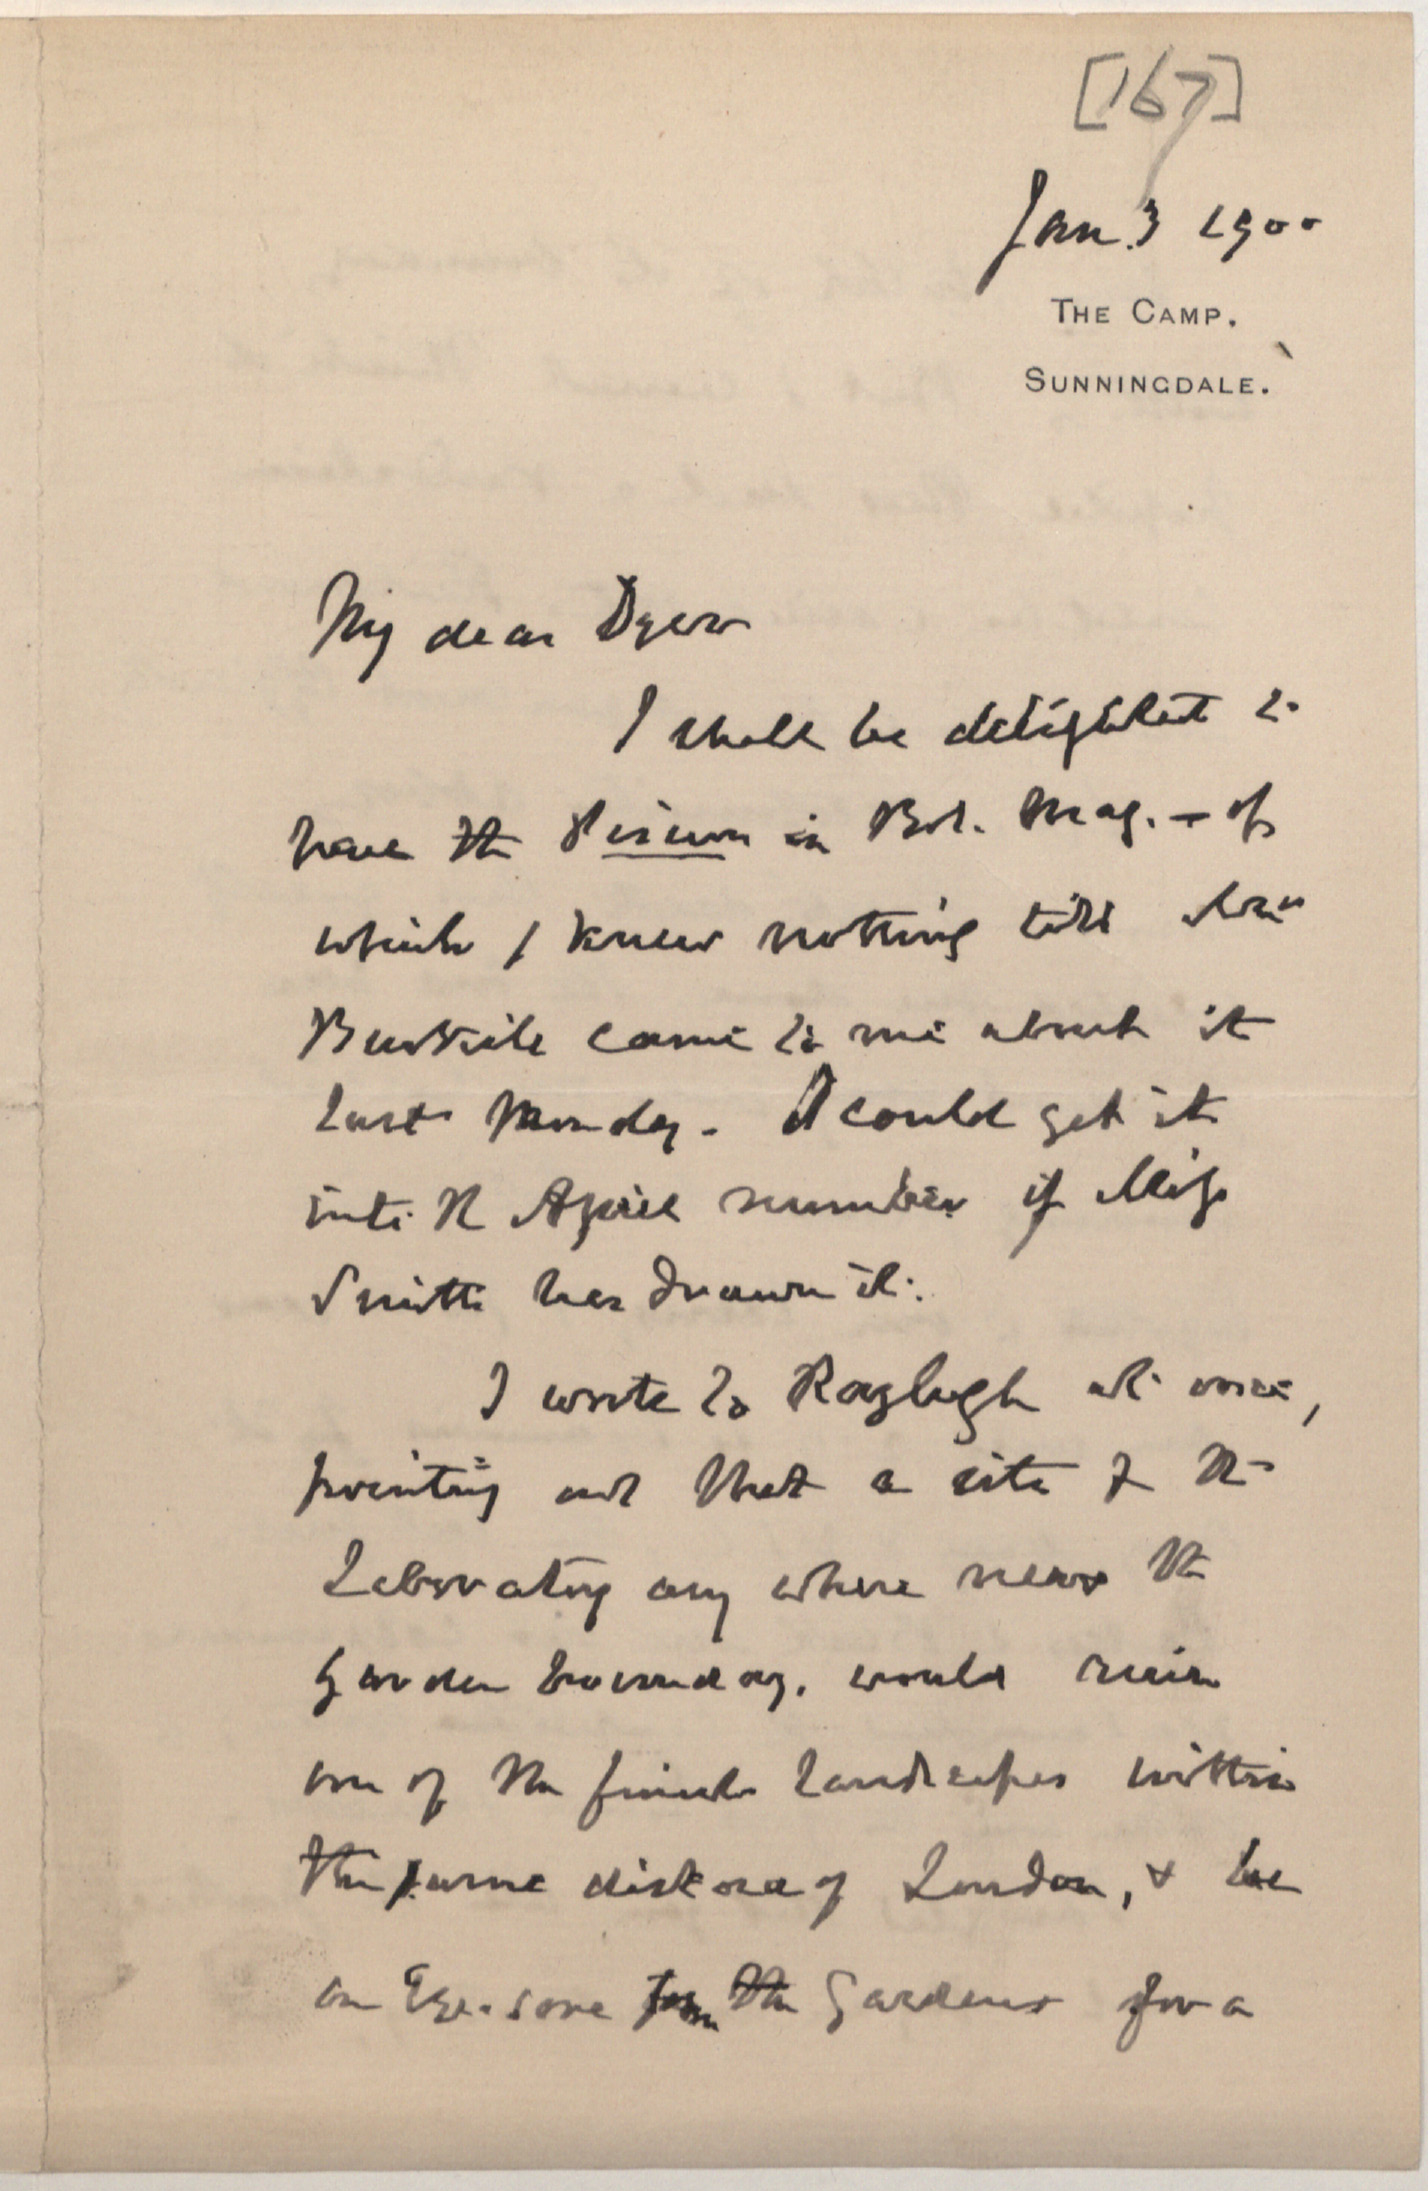 [167]
Jan. 3 1900
THE CAMP.
SUNNINGDALE.
My dear Dyer
I shall be delighted to
have the in Bot. Mag. — of
which I knew nothing till
came to me about it
last Monday. I could get it
into the April number if Miss
Smith has drawn it.
I wrote to Rayleigh at once,
pointing out that a site for the
Laboratory any where near the
Garden boundary, would ruin
one of the finest landscapes within
the same distance of London, & be
an Eye-sore from the Gardens for a